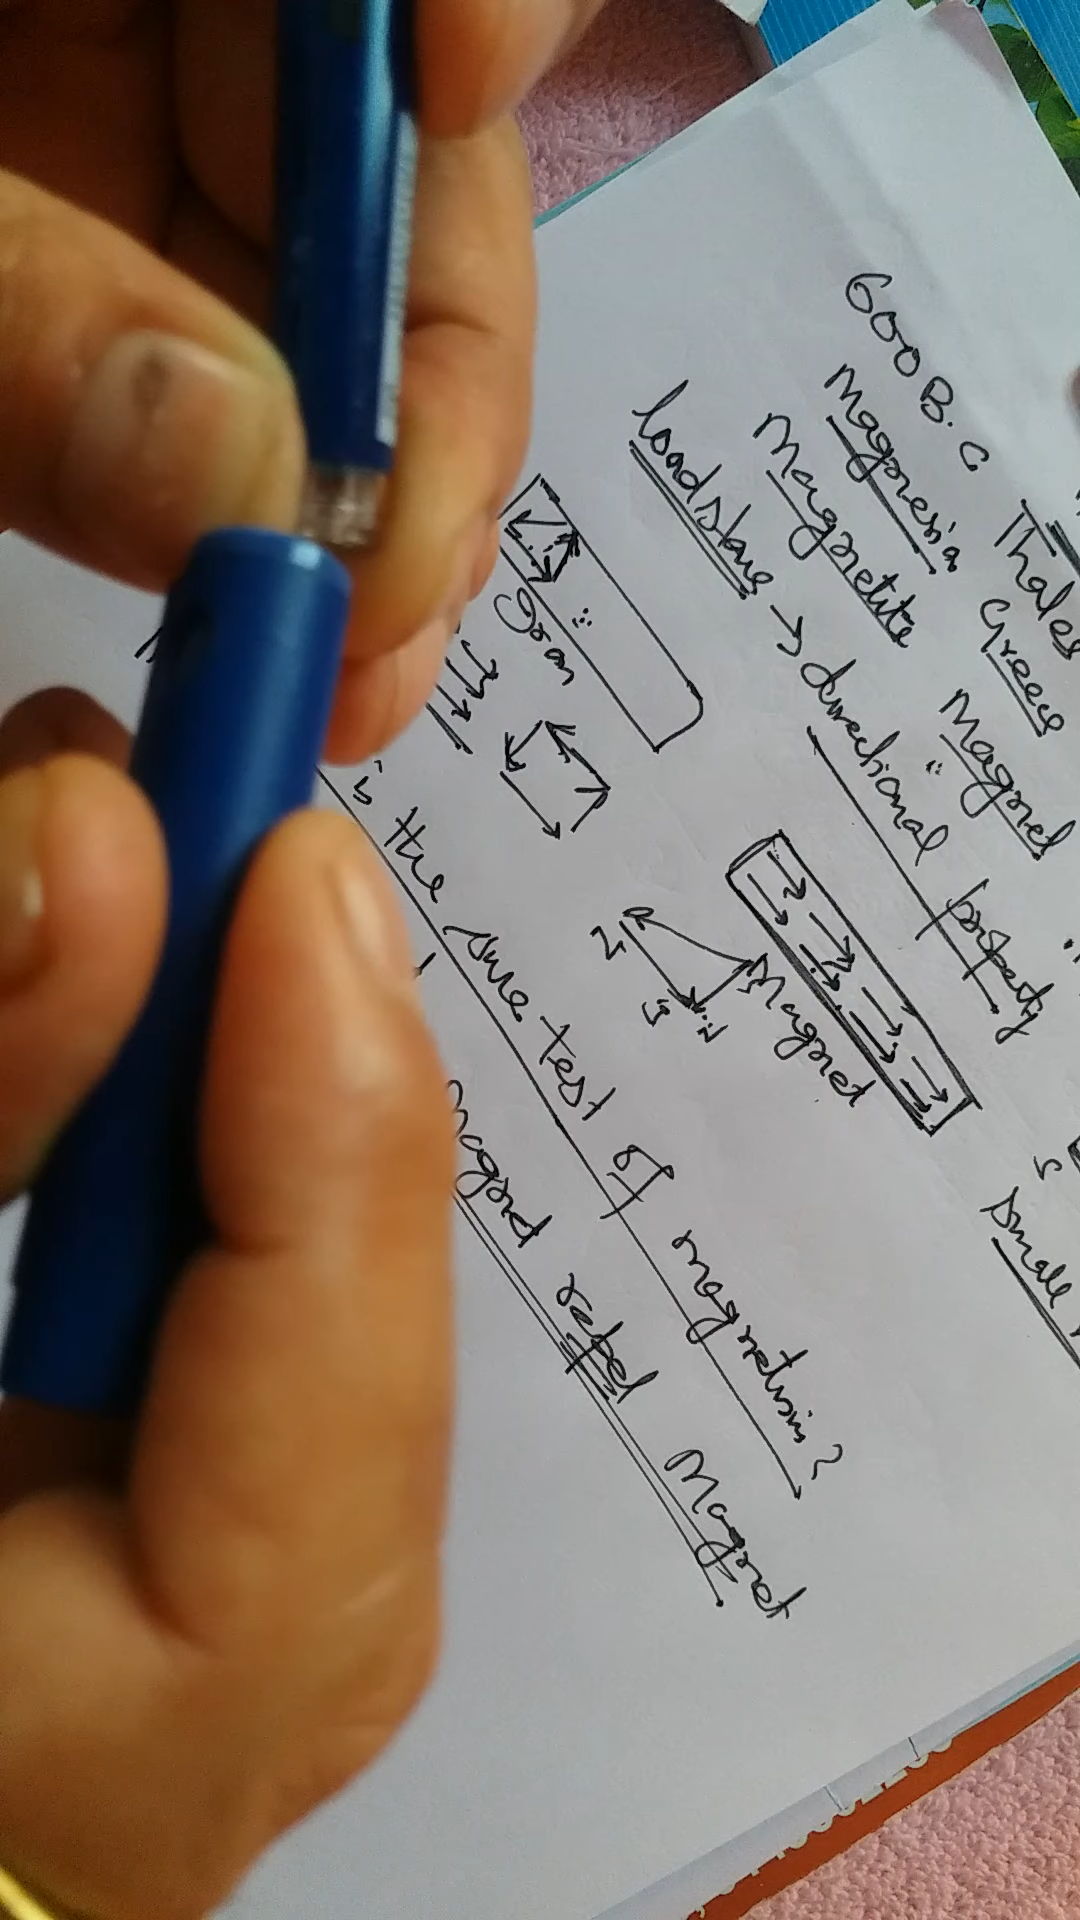 600 B.C Thales
Greece
Magnesia Magnet
Magnetite
loadstone → directional property
small
Magnet
N S N S
Iron
is the sure test of magnetism?
Magnet repel Magnet